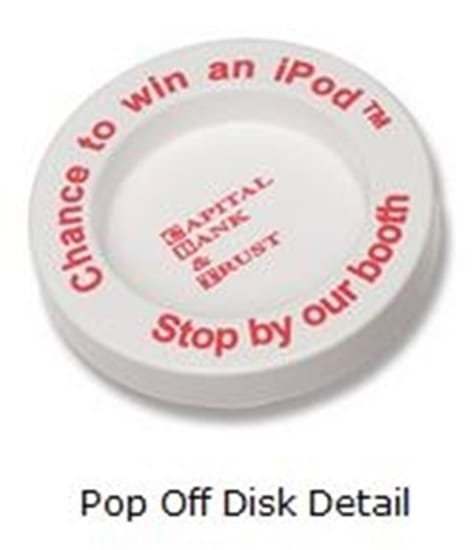 Chance to win an iPod™
CAPITAL
BANK
&
TRUST
Stop by our booth
Pop Off Disk Detail